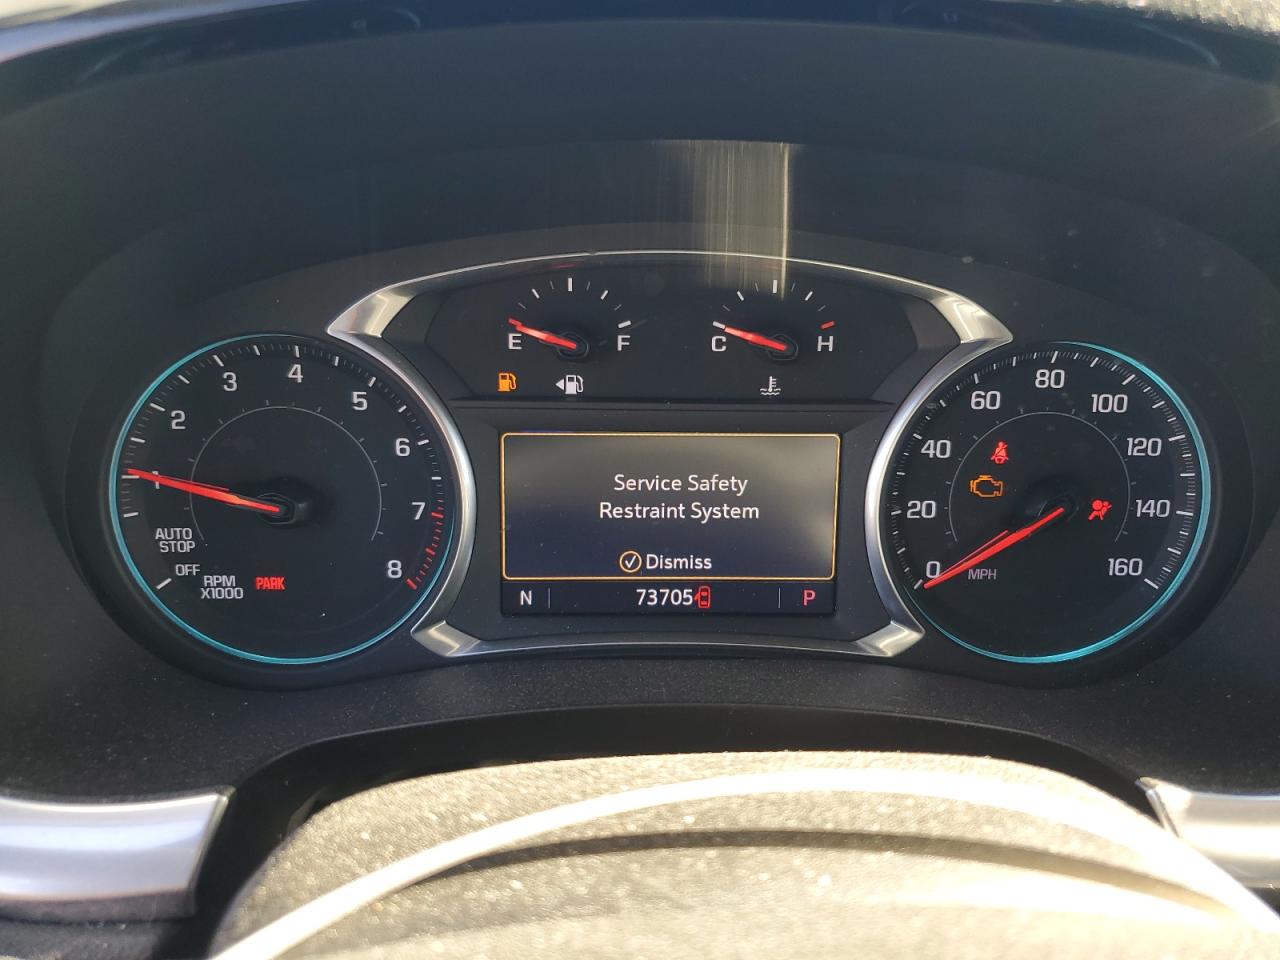 E F
C H
1 2 3 4 5 6 7 8
AUTO
STOP
OFF
RPM
X1000
PARK
Service Safety
Restraint System
Dismiss
N 73705 P
0 20 40 60 80 100 120 140 160
MPH